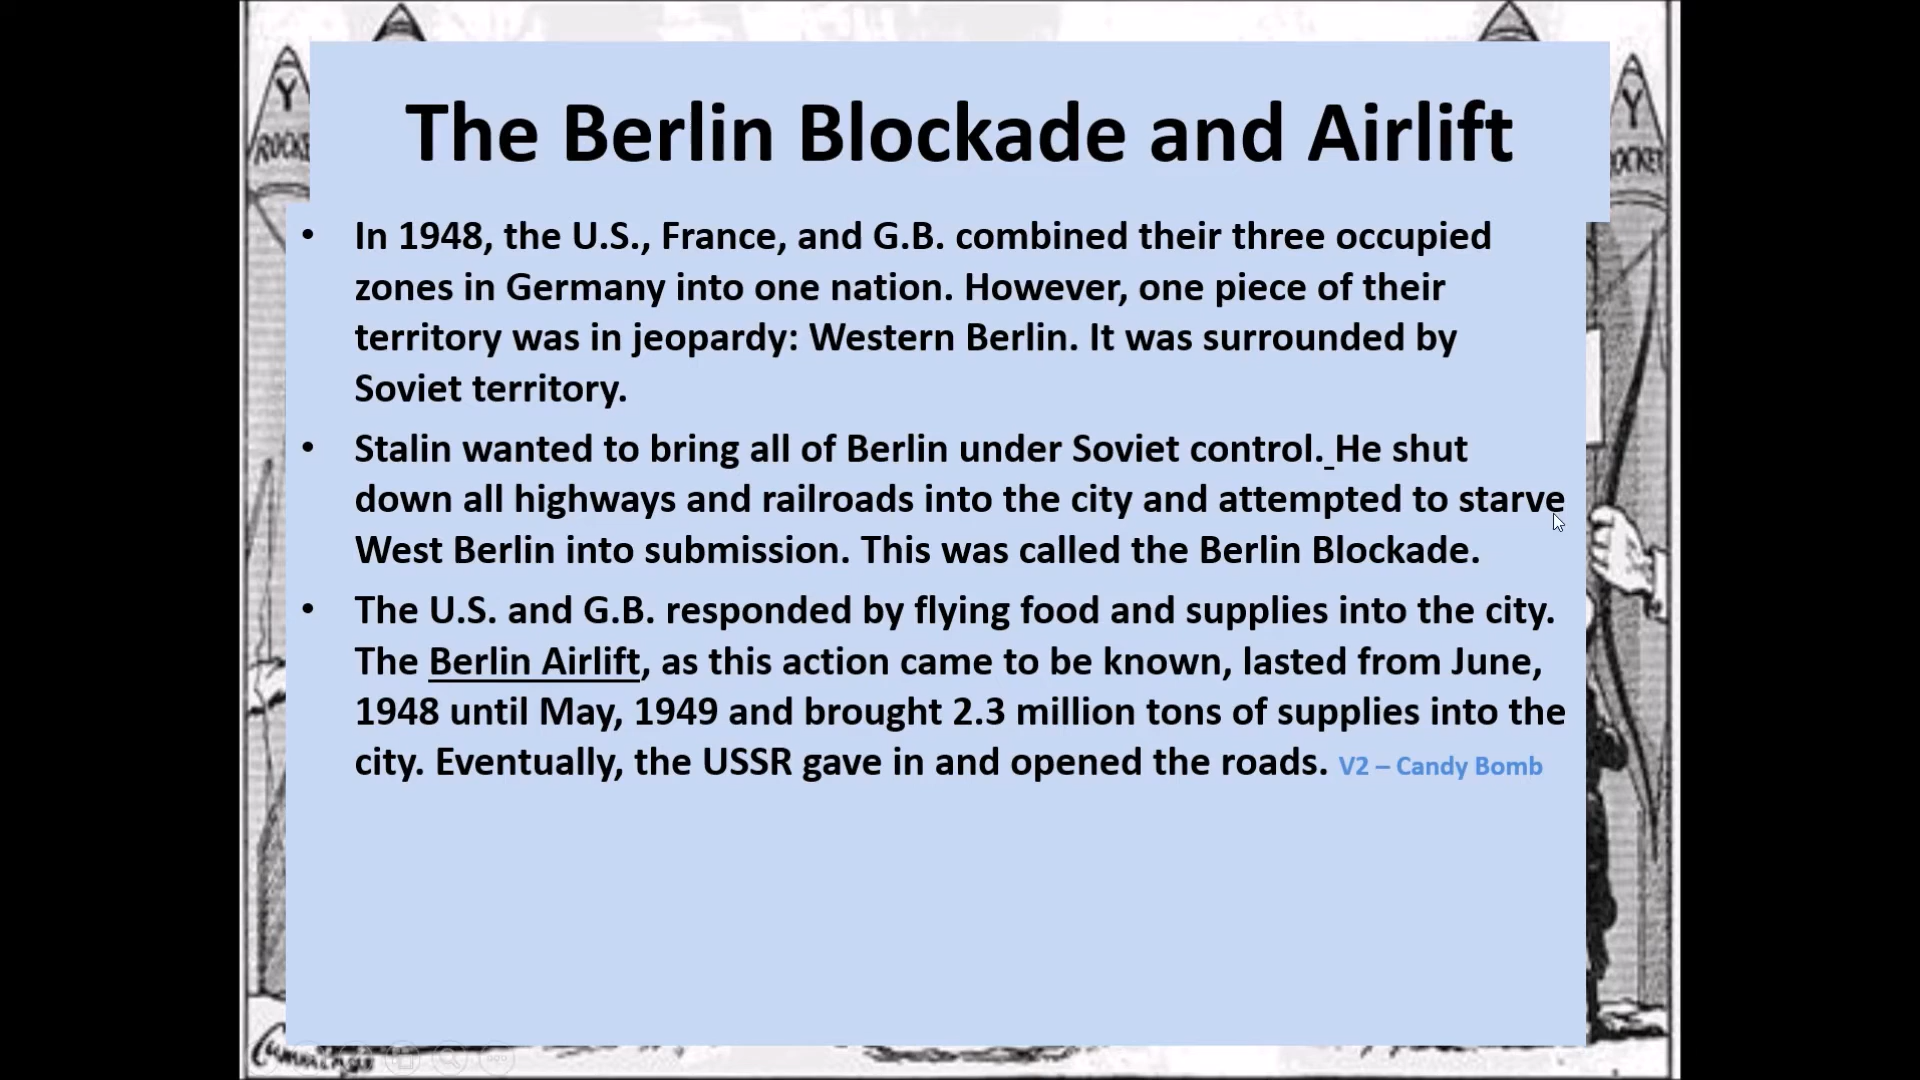 The Berlin Blockade and Airlift
Y
ROCKE
Y
OCKET
• In 1948, the U.S., France, and G.B. combined their three occupied
zones in Germany into one nation. However, one piece of their
territory was in jeopardy: Western Berlin. It was surrounded by
Soviet territory.
• Stalin wanted to bring all of Berlin under Soviet control. He shut
down all highways and railroads into the city and attempted to starve
West Berlin into submission. This was called the Berlin Blockade.
• The U.S. and G.B. responded by flying food and supplies into the city.
The Berlin Airlift, as this action came to be known, lasted from June,
1948 until May, 1949 and brought 2.3 million tons of supplies into the
city. Eventually, the USSR gave in and opened the roads. V2 – Candy Bomb